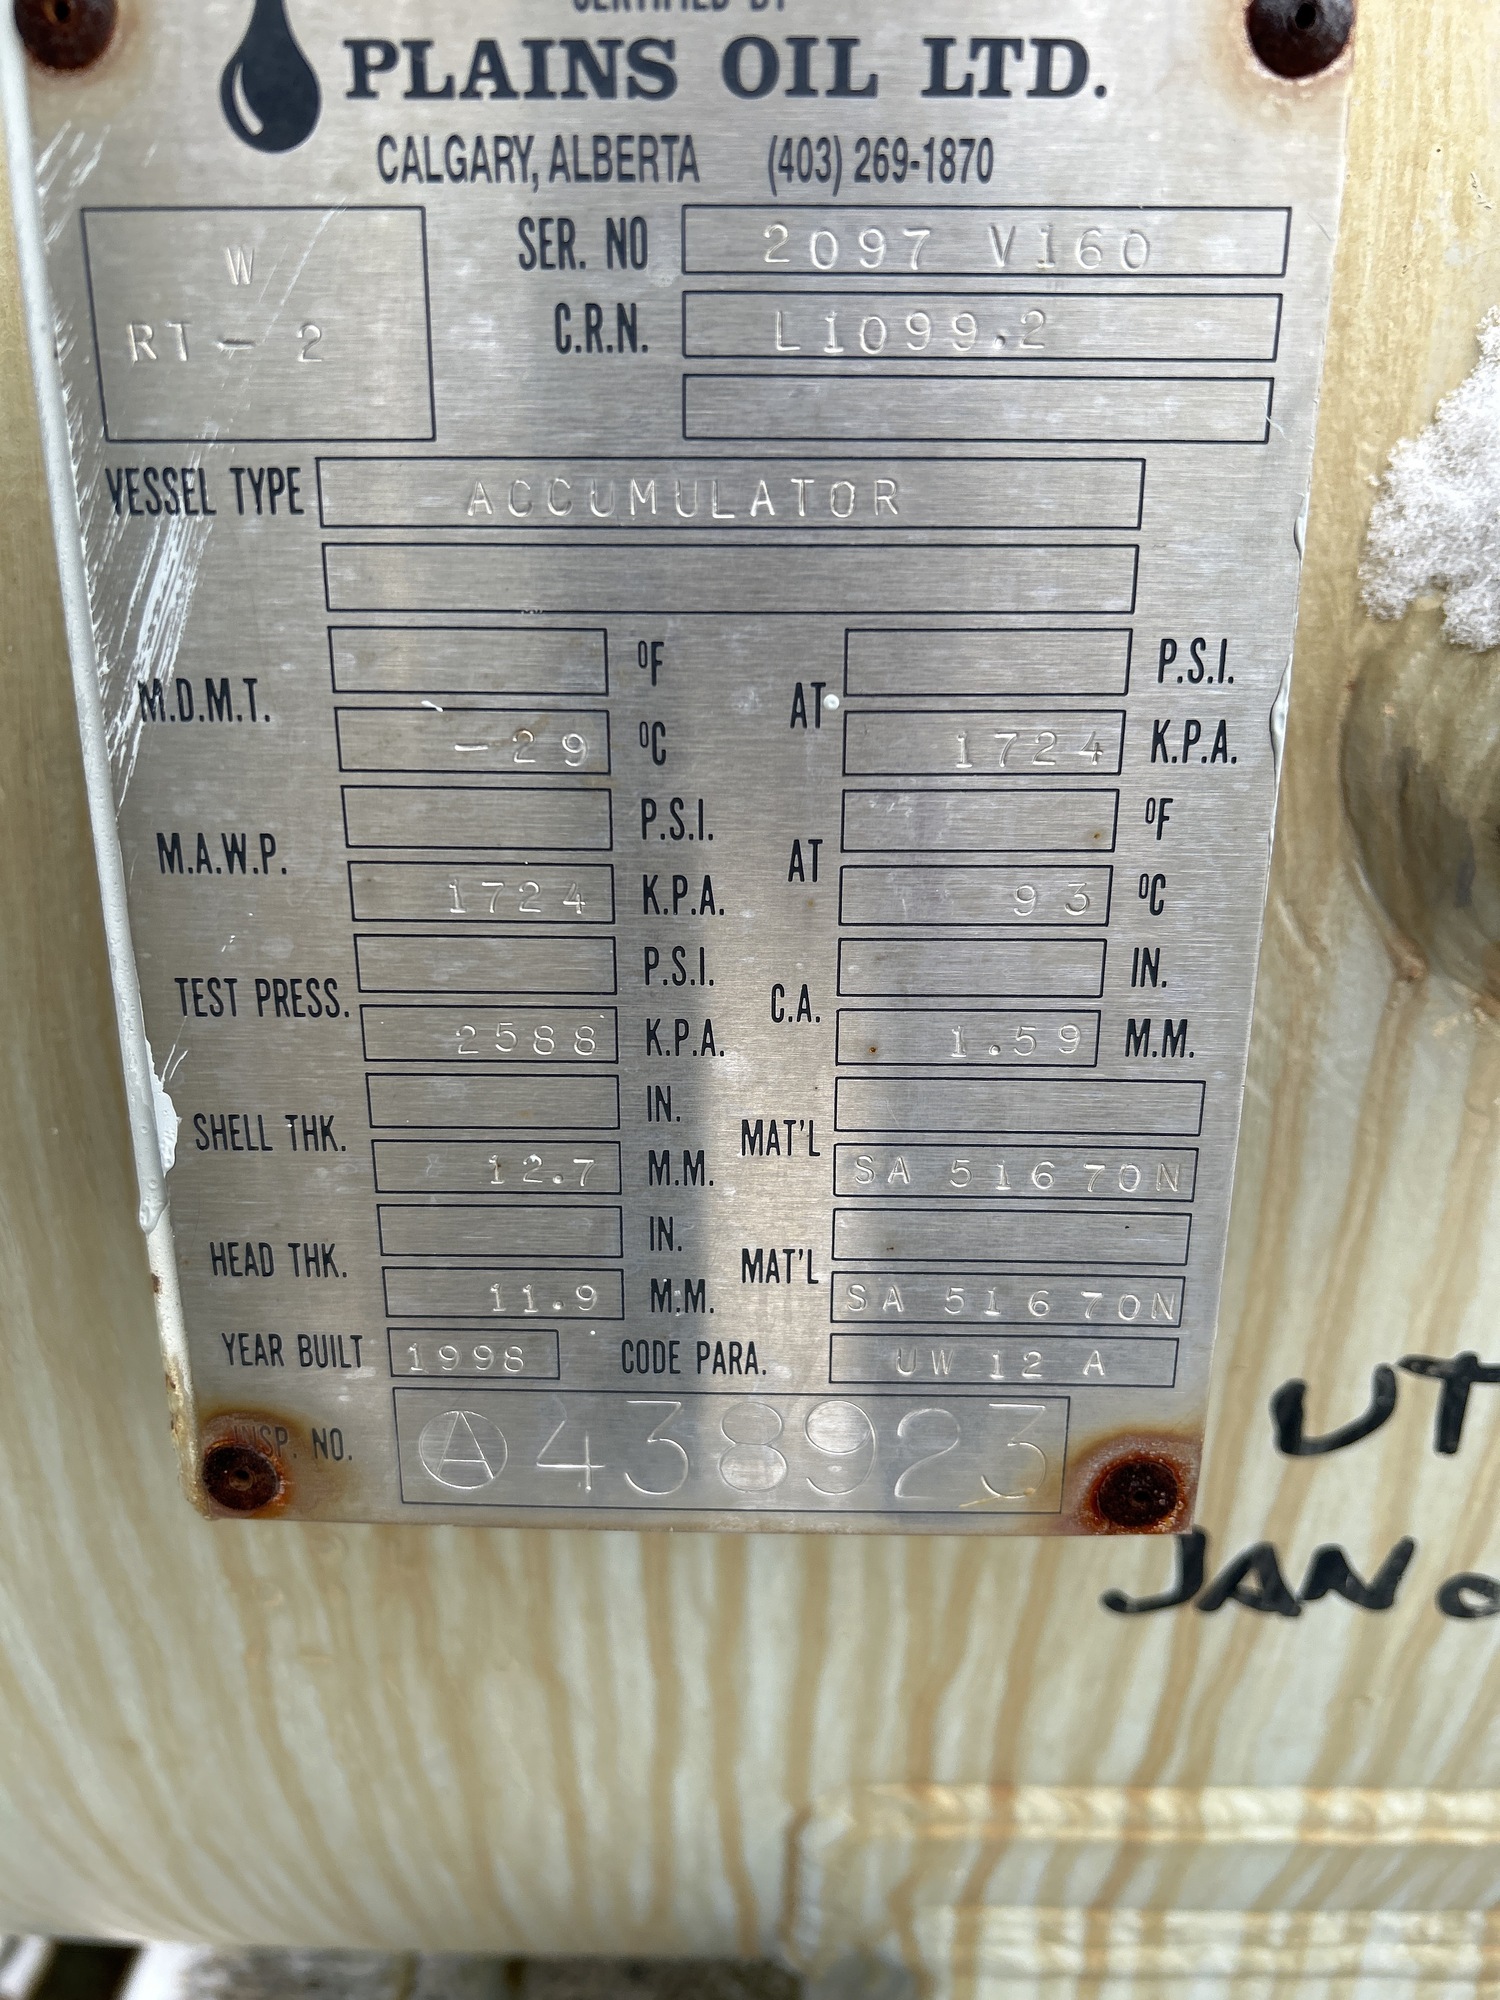 CERTIFIED BY
PLAINS OIL LTD.
CALGARY, ALBERTA (403) 269-1870
W
RT - 2
SER. NO 2097 V160
C.R.N. L1099.2
VESSEL TYPE ACCUMULATOR
M.D.M.T. °F AT P.S.I.
-29 °C 1724 K.P.A.
M.A.W.P. P.S.I. AT °F
1724 K.P.A. 93 °C
TEST PRESS. P.S.I. C.A. IN.
2588 K.P.A. 1.59 M.M.
SHELL THK. IN. MAT'L
12.7 M.M. SA 516 70N
HEAD THK. IN. MAT'L
11.9 M.M. SA 516 70N
YEAR BUILT 1998 CODE PARA. UW 12 A
INSP. NO. A 438923
UT
JAN